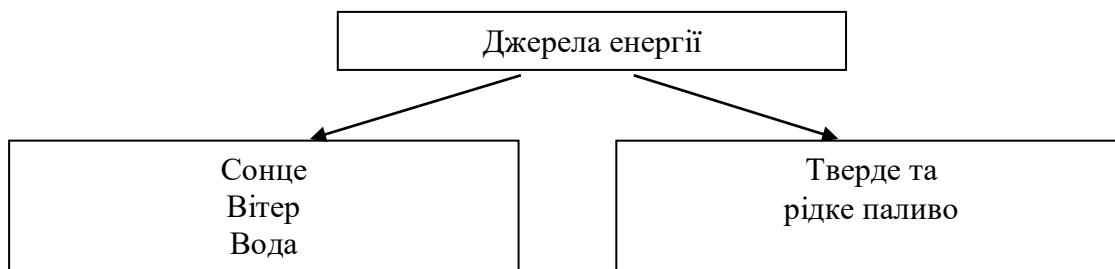 Джерела енергії
Сонце
Вітер
Вода
Тверде та
рідке паливо